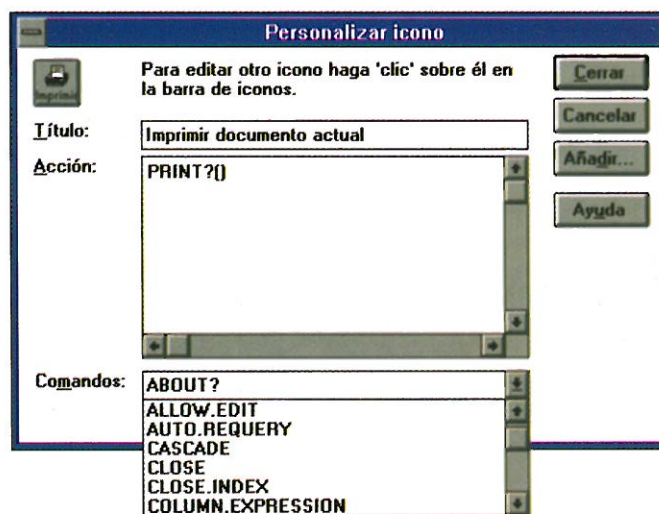 Personalizar icono
Imprimir
Para editar otro icono haga 'clic' sobre él en
la barra de iconos.
Cerrar
Cancelar
Añadir...
Ayuda
Título:
Imprimir documento actual
Acción:
PRINT?()
Comandos:
ABOUT?
ALLOW.EDIT
AUTO.REQUERY
CASCADE
CLOSE
CLOSE.INDEX
COLUMN.EXPRESSION